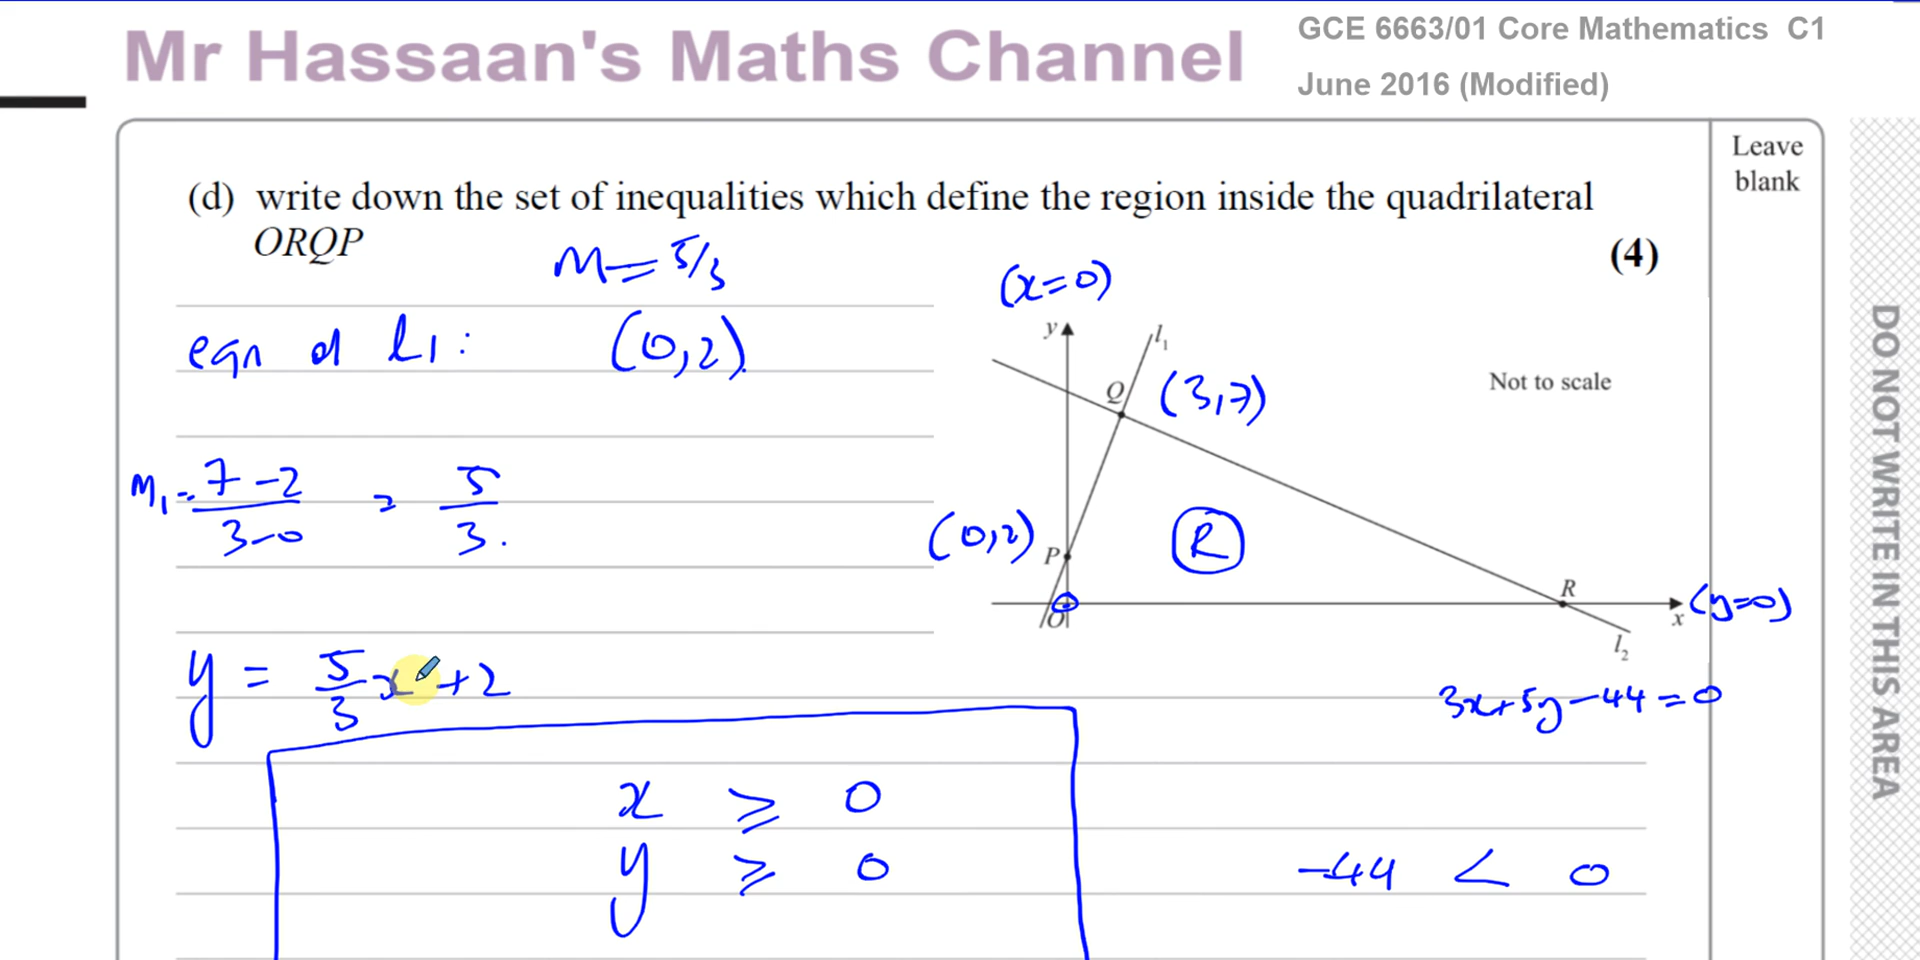 Mr Hassaan's Maths Channel
GCE 6663/01 Core Mathematics C1
June 2016 (Modified)
Leave
blank
(d) write down the set of inequalities which define the region inside the quadrilateral
ORQP
(4)
M = 5/3
(x=0)
eqn of l1:
(0,2)
y
l1
Not to scale
Q
(3,7)
M1 = 7-2 / 3-0 = 5/3.
(0,2)
P
R
R
(y=0)
O
x
l2
y = 5/3 x + 2
3x+5y-44=0
x ≥ 0
y ≥ 0
-44 < 0
DO NOT WRITE IN THIS AREA